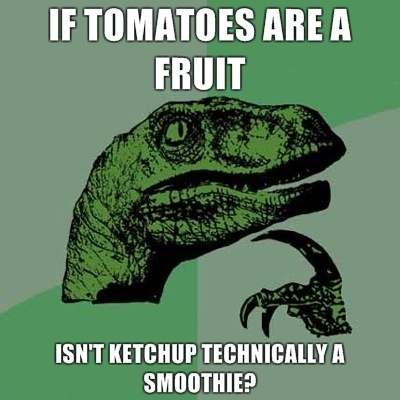 IF TOMATOES ARE A
FRUIT
ISN'T KETCHUP TECHNICALLY A
SMOOTHIE?